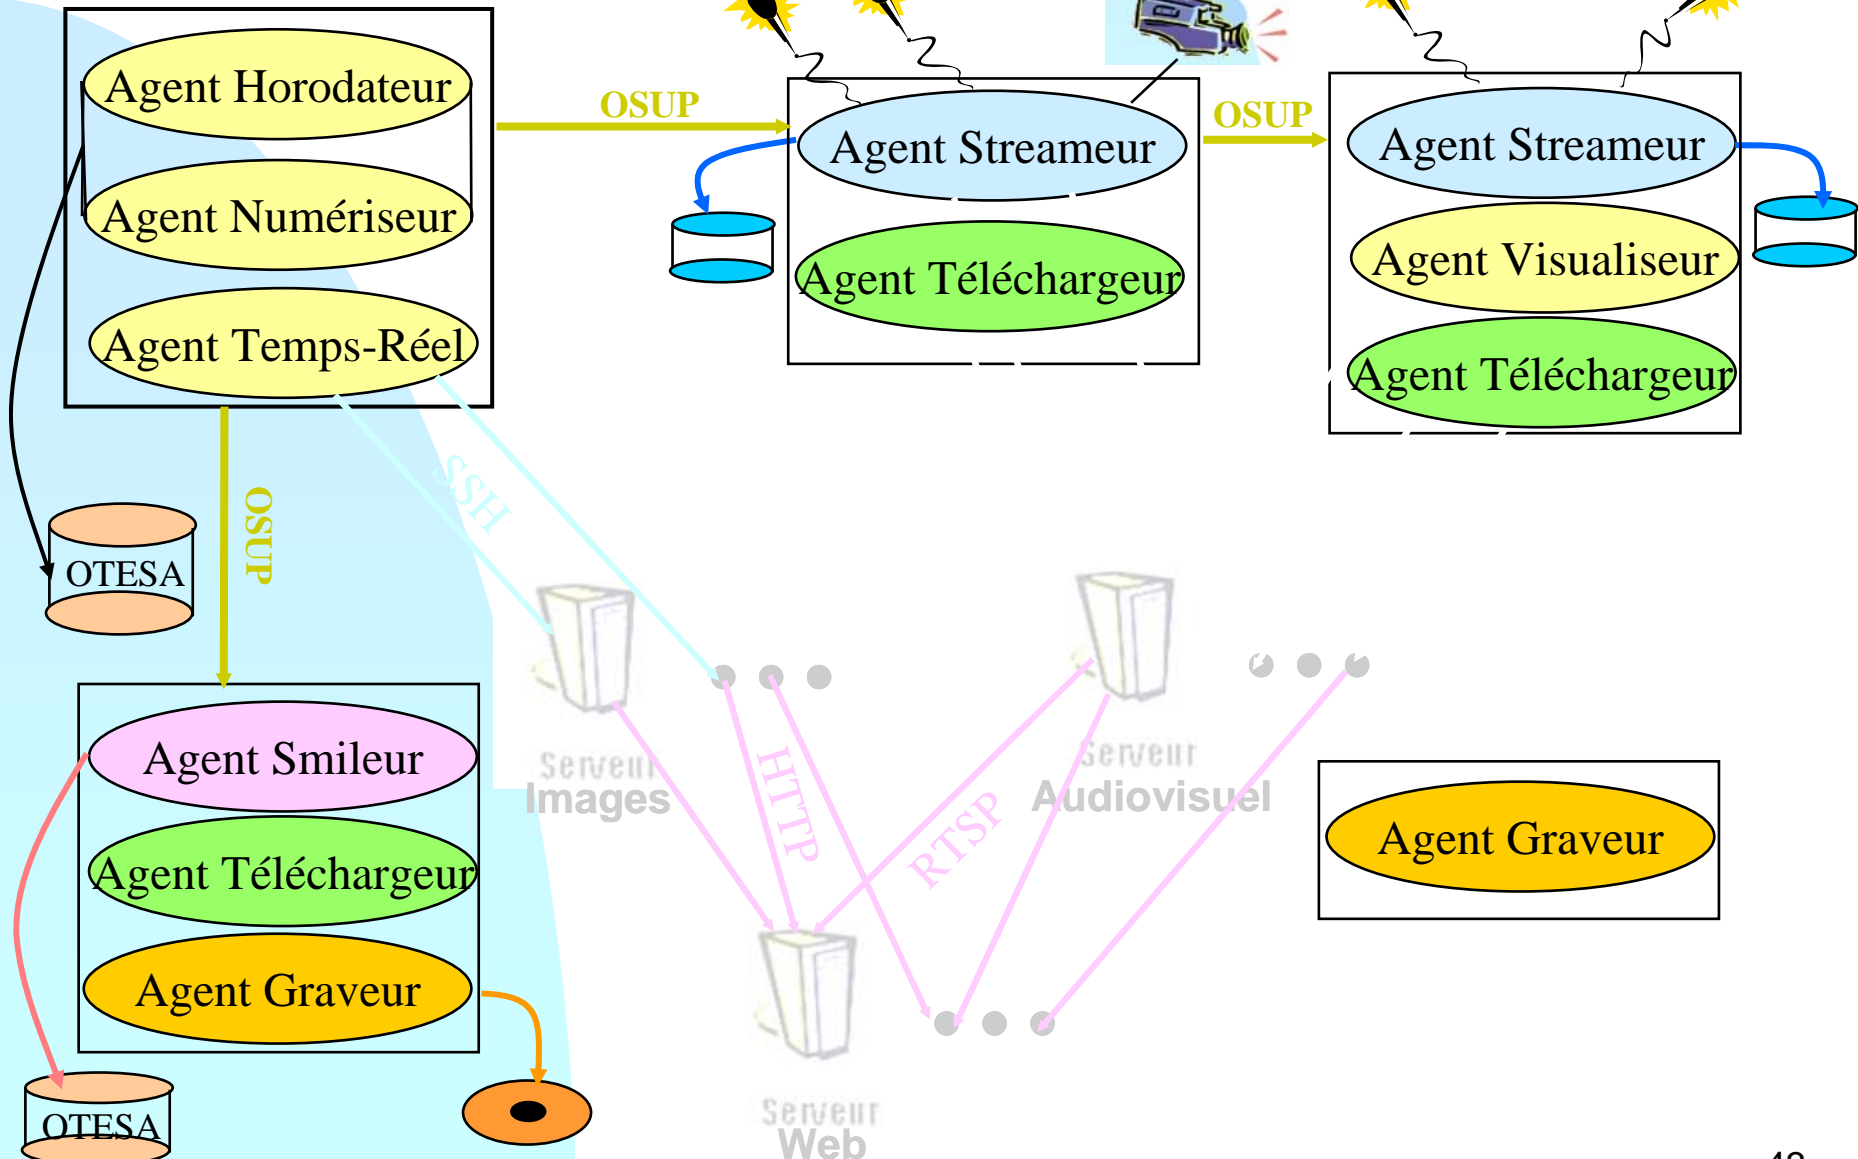 Agent Horodateur
Agent Numériseur
Agent Temps-Réel
OSUP
Agent Streameur
Agent Téléchargeur
OSUP
Agent Streameur
Agent Visualiseur
Agent Téléchargeur
OSUP
SSH
OTESA
Agent Smileur
Agent Téléchargeur
Agent Graveur
OTESA
Serveur
Images
HTTP
RTSP
Serveur
Audiovisuel
Agent Graveur
Serveur
Web